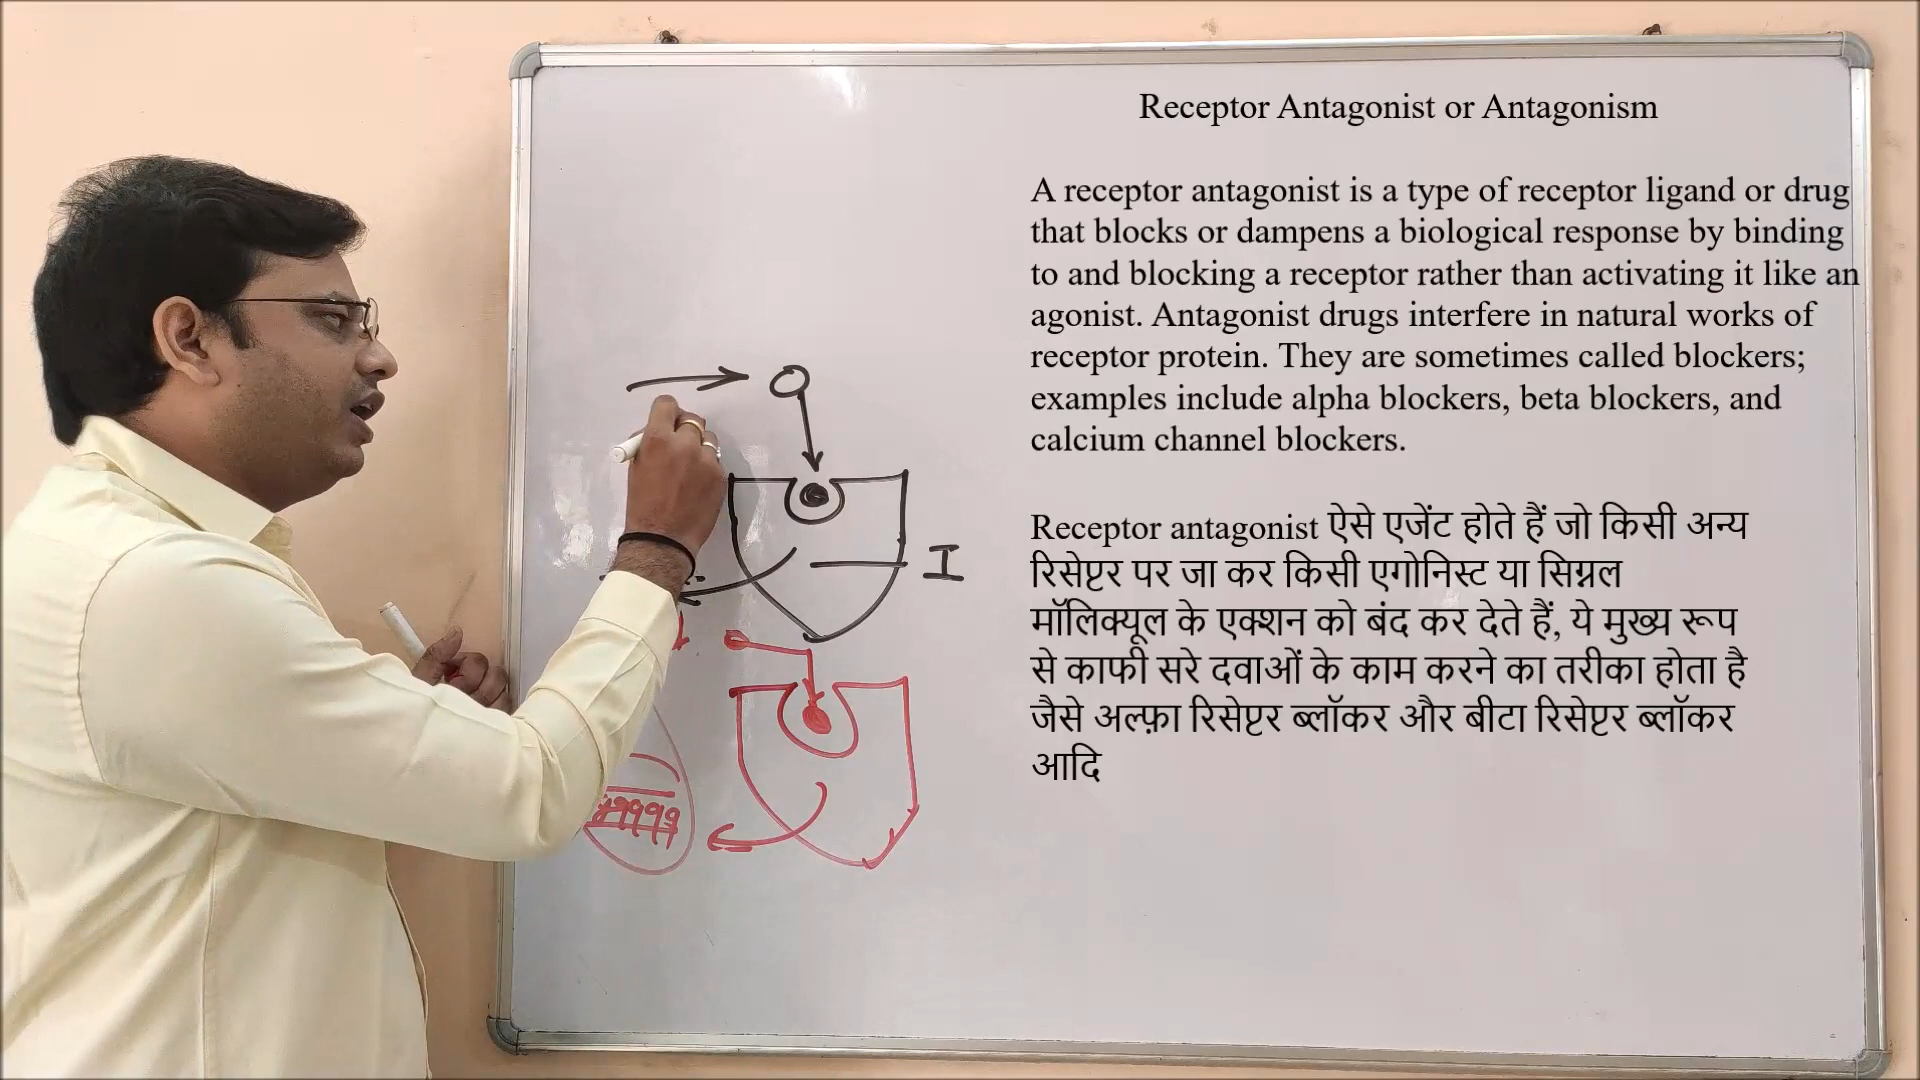 Receptor Antagonist or Antagonism
A receptor antagonist is a type of receptor ligand or drug
that blocks or dampens a biological response by binding
to and blocking a receptor rather than activating it like an
agonist. Antagonist drugs interfere in natural works of
receptor protein. They are sometimes called blockers;
examples include alpha blockers, beta blockers, and
calcium channel blockers.
Receptor antagonist ऐसे एजेंट होते हैं जो किसी अन्य
रिसेप्टर पर जा कर किसी एगोनिस्ट या सिग्नल
मॉलिक्यूल के एक्शन को बंद कर देते हैं, ये मुख्य रूप
से काफी सरे दवाओं के काम करने का तरीका होता है
जैसे अल्फ़ा रिसेप्टर ब्लॉकर और बीटा रिसेप्टर ब्लॉकर
आदि
I